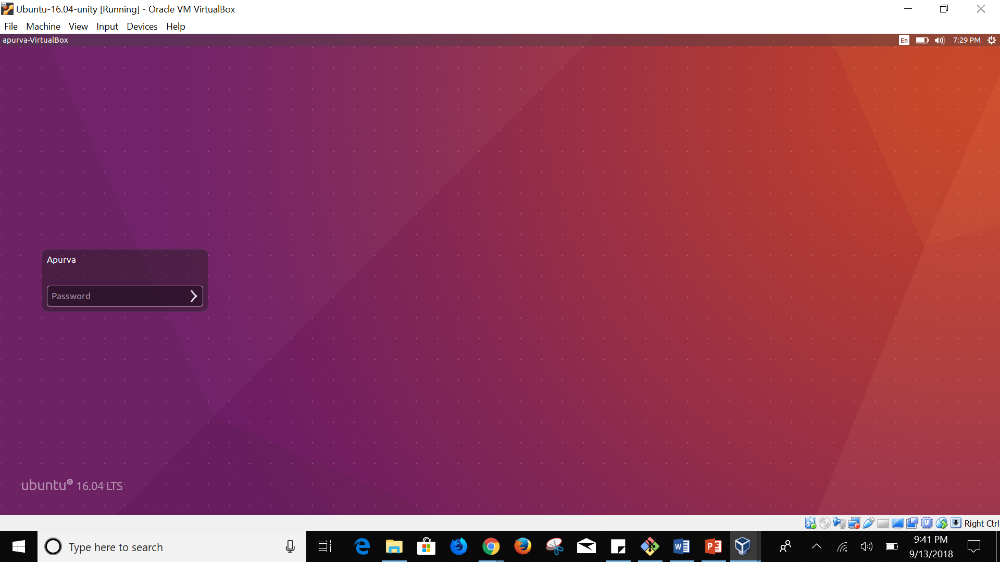 Ubuntu-16.04-unity [Running] - Oracle VM VirtualBox
File Machine View Input Devices Help
apurva-VirtualBox
En
7:29 PM
Apurva
Password
ubuntu 16.04 LTS
Right Ctrl
Type here to search
9:41 PM
9/13/2018